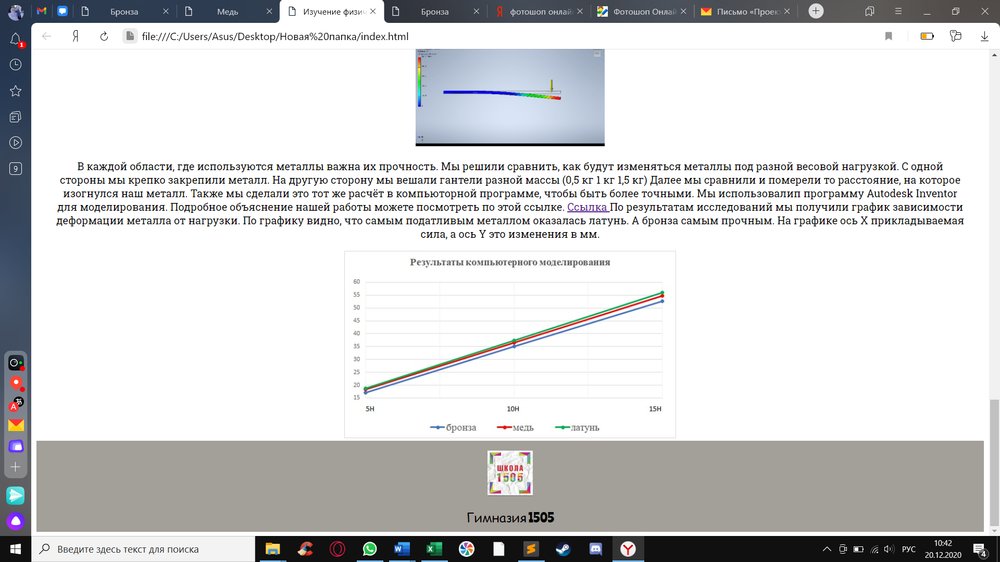 Бронза
Медь
Изучение физич
Бронза
фотошоп онлай
Фотошоп Онлай
Письмо «Проек
file:///C:/Users/Asus/Desktop/Новая%20папка/index.html
1
9
В каждой области, где используются металлы важна их прочность. Мы решили сравнить, как будут изменяться металлы под разной весовой нагрузкой. С одной
стороны мы крепко закрепили металл. На другую сторону мы вешали гантели разной массы (0,5 кг 1 кг 1,5 кг) Далее мы сравнили и померели то расстояние, на которое
изогнулся наш металл. Также мы сделали это тот же расчёт в компьюторной программе, чтобы быть более точными. Мы использовалип программу Autodesk Inventor
для моделирования. Подробное объяснение нашей работы можете посмотреть по этой ссылке. Ссылка По результатам исследований мы получили график зависимости
деформации металла от нагрузки. По графику видно, что самым податливым металлом оказалась латунь. А бронза самым прочным. На графике ось X прикладываемая
сила, а ось Y это изменения в мм.
Результаты компьютерного моделирования
60
55
50
45
40
35
30
25
20
15
5Н 10Н 15Н
бронза медь латунь
ШКОЛА
1505
Гимназия 1505
Введите здесь текст для поиска
РУС
10:42
20.12.2020
4